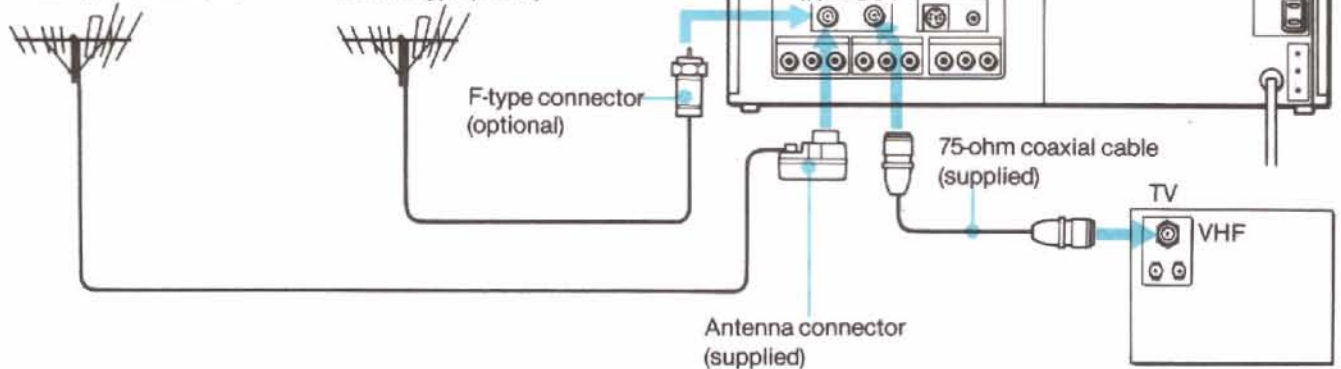 F-type connector
(optional)
75-ohm coaxial cable
(supplied)
TV
VHF
Antenna connector
(supplied)